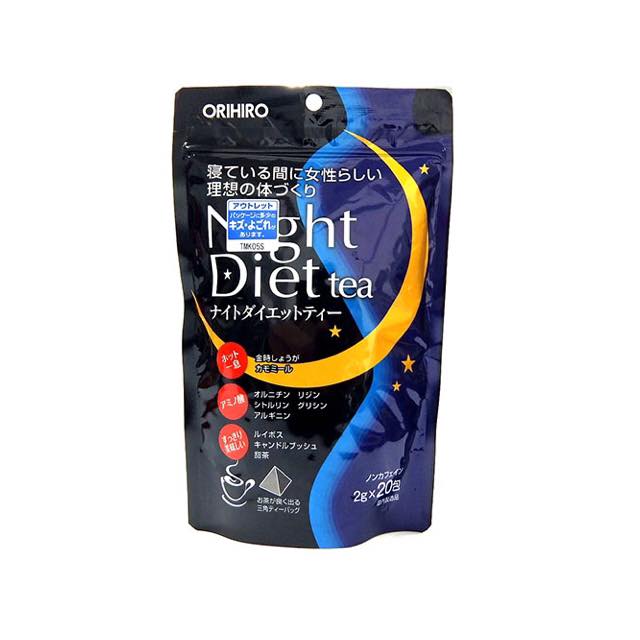 ORIHIRO
寝ている間に女性らしい
理想の体づくり
アウトレット
パッケージに多少の
キズ・よごれが
あります。
TMK05S
Night
Diet tea
ナイトダイエットティー
ホット
一息
金時しょうが
カモミール
アミノ酸
オルニチン リジン
シトルリン グリシン
アルギニン
すっきり
美味しい
ルイボス
キャンドルブッシュ
甜茶
お茶が良く出る
三角ティーバッグ
ノンカフェイン
2g×20包